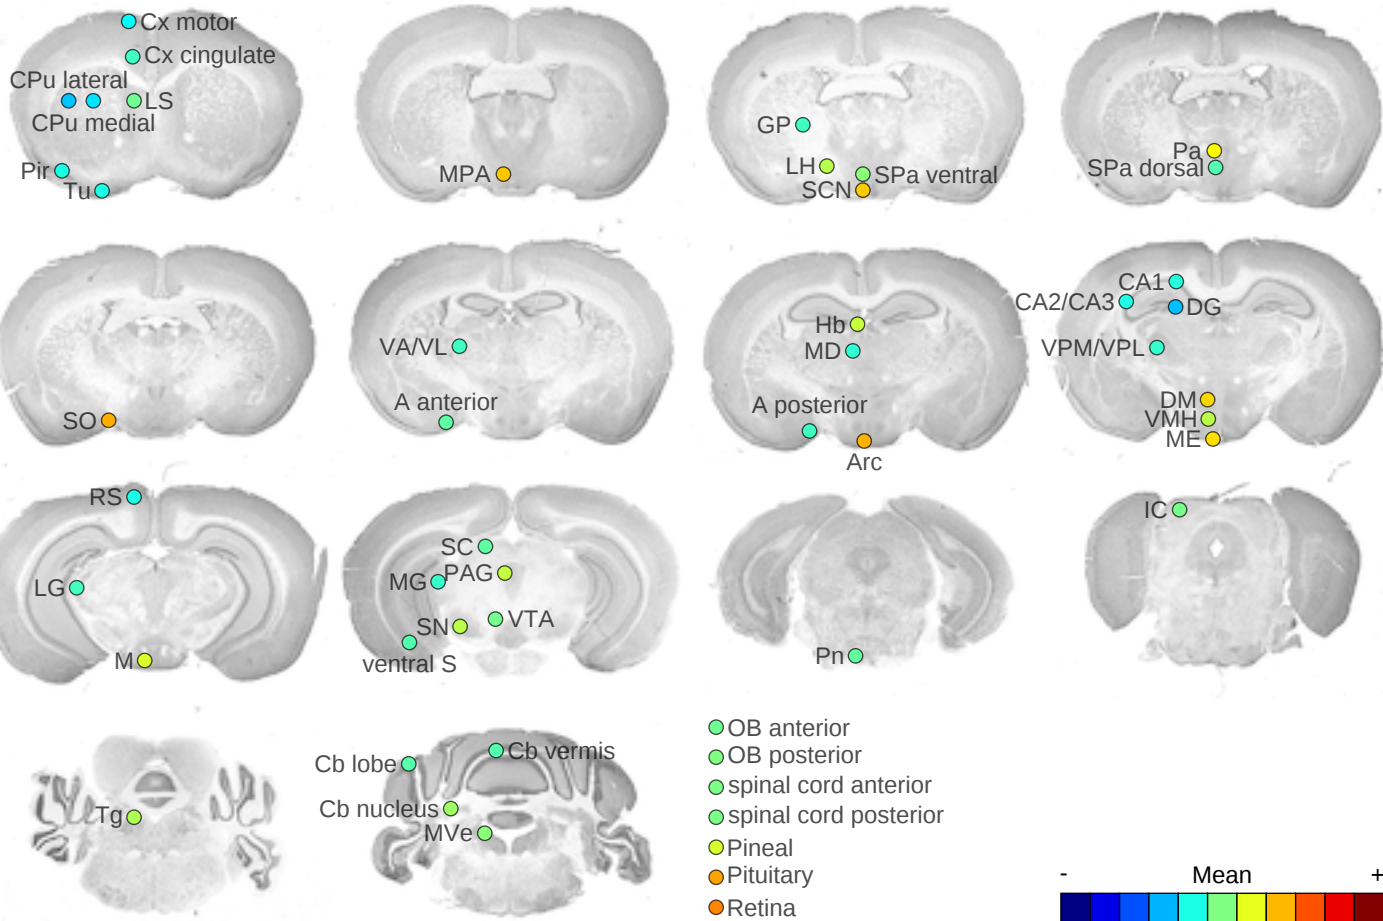 Cx motor
Cx cingulate
CPu lateral
LS
CPu medial
Pir
Tu
MPA
GP
LH
SPa ventral
SCN
Pa
SPa dorsal
SO
VA/VL
A anterior
Hb
MD
A posterior
Arc
CA1
CA2/CA3
DG
VPM/VPL
DM
VMH
ME
RS
LG
M
SC
MG
PAG
SN
VTA
ventral S
Pn
IC
Tg
Cb lobe
Cb vermis
Cb nucleus
MVe
OB anterior
OB posterior
spinal cord anterior
spinal cord posterior
Pineal
Pituitary
Retina
- Mean +